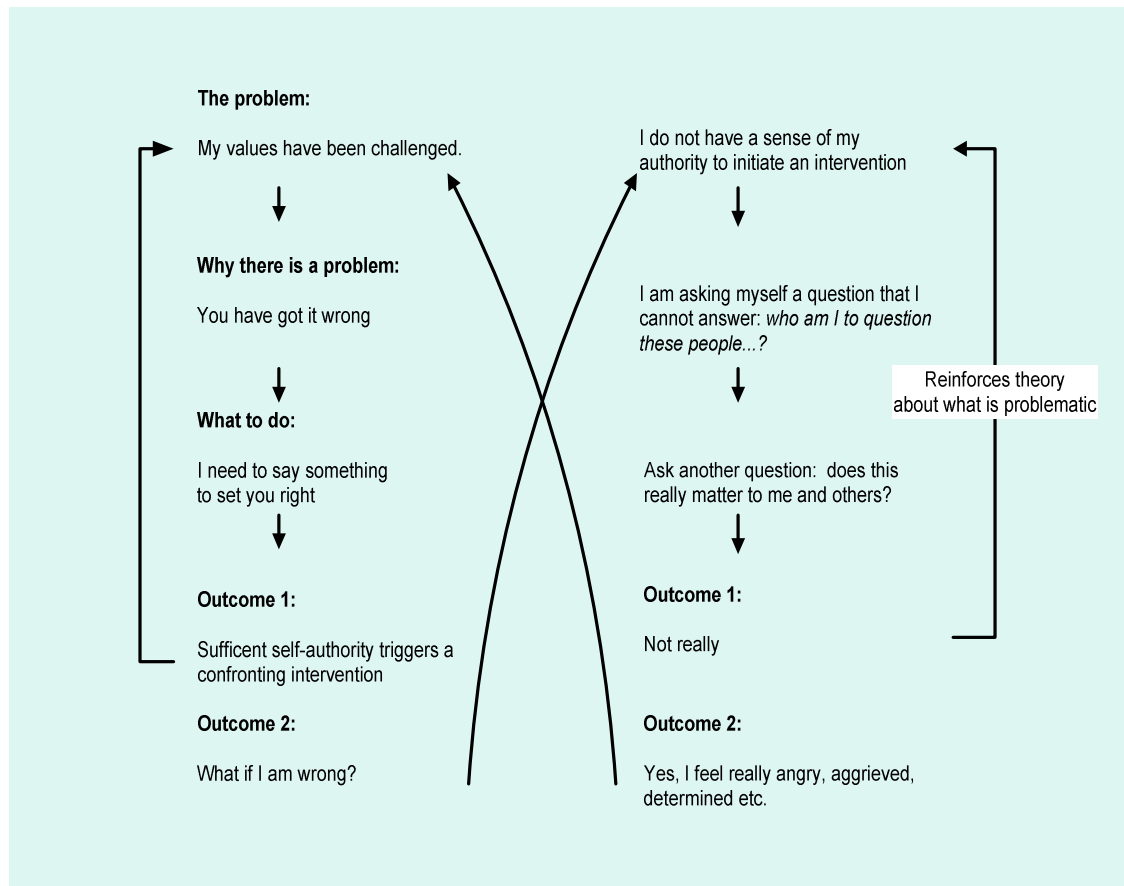 The problem:
My values have been challenged.
Why there is a problem:
You have got it wrong
What to do:
I need to say something
to set you right
Outcome 1:
Sufficent self-authority triggers a
confronting intervention
Outcome 2:
What if I am wrong?
I do not have a sense of my
authority to initiate an intervention
I am asking myself a question that I
cannot answer: who am I to question
these people...?
Ask another question:  does this
really matter to me and others?
Outcome 1:
Not really
Outcome 2:
Yes, I feel really angry, aggrieved,
determined etc.
Reinforces theory
about what is problematic